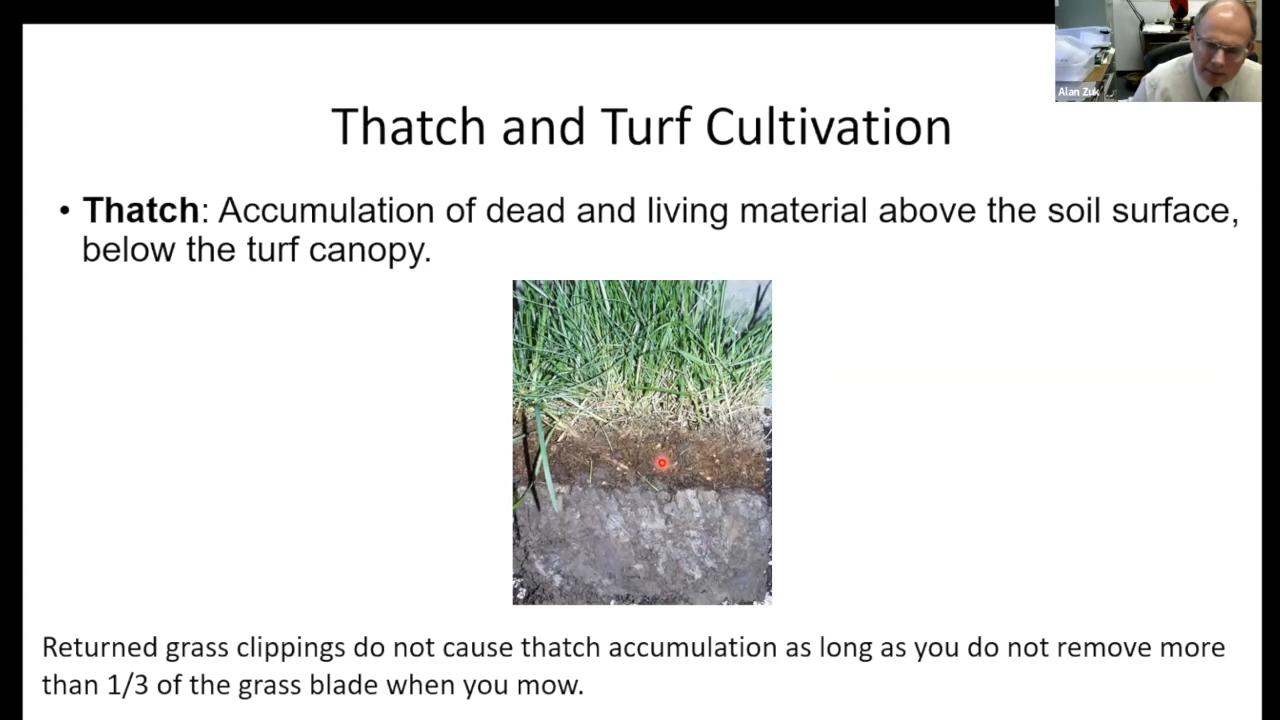 Alan Zuk
Thatch and Turf Cultivation
• Thatch: Accumulation of dead and living material above the soil surface,
below the turf canopy.
Returned grass clippings do not cause thatch accumulation as long as you do not remove more
than 1/3 of the grass blade when you mow.